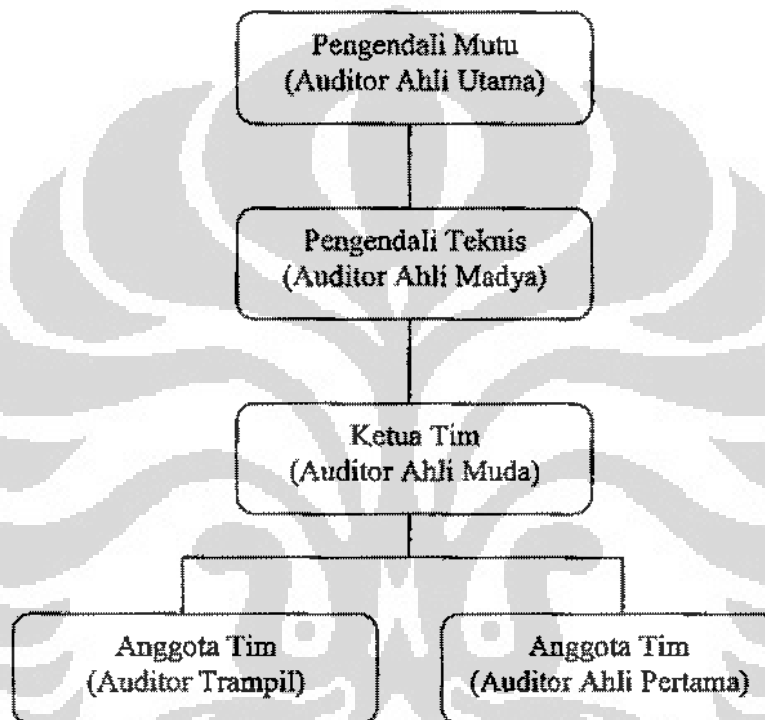 Pengendali Mutu
(Auditor Ahli Utama)
Pengendali Teknis
(Auditor Ahli Madya)
Ketua Tim
(Auditor Ahli Muda)
Anggota Tim
(Auditor Trampil)
Anggota Tim
(Auditor Ahli Pertama)